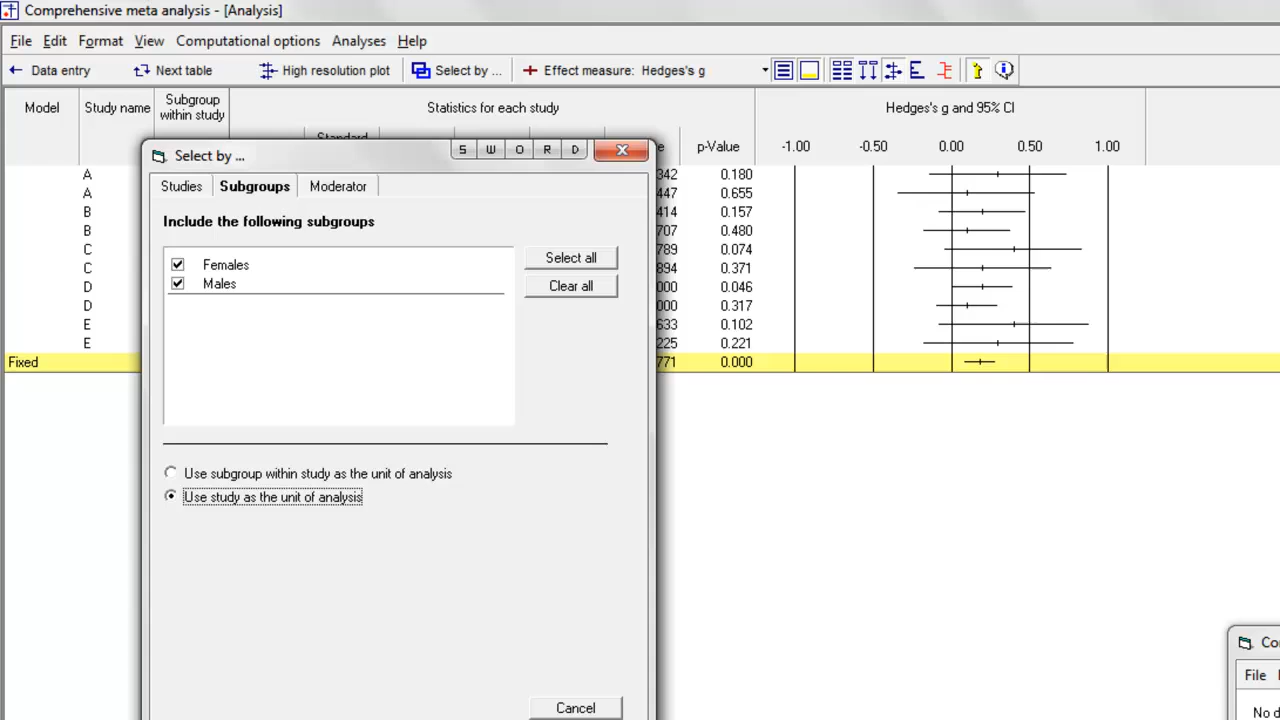 Comprehensive meta analysis - [Analysis]
File Edit Format View Computational options Analyses Help
Data entry Next table High resolution plot Select by ... Effect measure: Hedges's g
Model Study name Subgroup within study Statistics for each study Hedges's g and 95% CI
Standard
p-Value -1.00 -0.50 0.00 0.50 1.00
A 342 0.180
A 447 0.655
B 414 0.157
B 707 0.480
C 789 0.074
C 894 0.371
D 000 0.046
D 000 0.317
E 633 0.102
E 225 0.221
Fixed 771 0.000
Select by ...
S W O R D
Studies Subgroups Moderator
Include the following subgroups
Females
Males
Select all
Clear all
Use subgroup within study as the unit of analysis
Use study as the unit of analysis
Cancel
File
No d